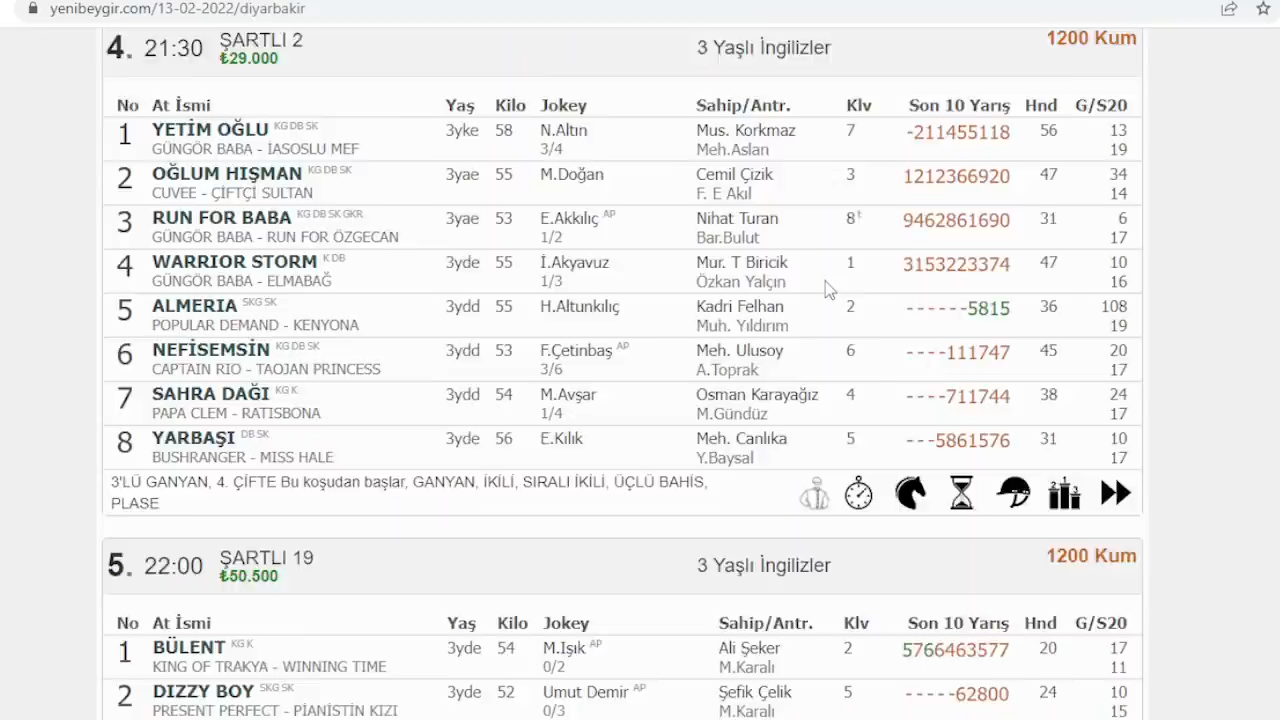 yenibeygir.com/13-02-2022/diyarbakir
4. 21:30 ŞARTLI 2 3 Yaşlı İngilizler 1200 Kum
₺29.000
No At İsmi Yaş Kilo Jokey Sahip/Antr. Klv Son 10 Yarış Hnd G/S20
1 YETİM OĞLU KG DB SK 3yke 58 N.Altın Mus. Korkmaz 7 -211455118 56 13
GÜNGÖR BABA - İASOSLU MEF 3/4 Meh.Aslan 19
2 OĞLUM HIŞMAN KG DB SK 3yae 55 M.Doğan Cemil Çizik 3 1212366920 47 34
CUVEE - ÇİFTÇİ SULTAN F. E Akıl 14
3 RUN FOR BABA KG DB SK GKR 3yae 53 E.Akkılıç AP Nihat Turan 8t 9462861690 31 6
GÜNGÖR BABA - RUN FOR ÖZGECAN 1/2 Bar.Bulut 17
4 WARRIOR STORM K DB 3yde 55 İ.Akyavuz Mur. T Biricik 1 3153223374 47 10
GÜNGÖR BABA - ELMABAĞ 1/3 Özkan Yalçın 16
5 ALMERIA SKG SK 3ydd 55 H.Altunkılıç Kadri Felhan 2 ------5815 36 108
POPULAR DEMAND - KENYONA Muh. Yıldırım 19
6 NEFİSEMSİN KG DB SK 3ydd 53 F.Çetinbaş AP Meh. Ulusoy 6 ----111747 45 20
CAPTAIN RIO - TAOJAN PRINCESS 3/6 A.Toprak 17
7 SAHRA DAĞI KG K 3ydd 54 M.Avşar Osman Karayağız 4 ----711744 38 24
PAPA CLEM - RATISBONA 1/4 M.Gündüz 17
8 YARBAŞI DB SK 3yde 56 E.Kılık Meh. Canlıka 5 ---5861576 31 10
BUSHRANGER - MISS HALE Y.Baysal 17
3'LÜ GANYAN, 4. ÇİFTE Bu koşudan başlar, GANYAN, İKİLİ, SIRALI İKİLİ, ÜÇLÜ BAHİS,
PLASE
5. 22:00 ŞARTLI 19 3 Yaşlı İngilizler 1200 Kum
₺50.500
No At İsmi Yaş Kilo Jokey Sahip/Antr. Klv Son 10 Yarış Hnd G/S20
1 BÜLENT KG K 3yde 54 M.Işık AP Ali Şeker 2 5766463577 20 17
KING OF TRAKYA - WINNING TIME 0/2 M.Karalı 11
2 DIZZY BOY SKG SK 3yde 52 Umut Demir AP Şefik Çelik 5 -----62800 24 10
PRESENT PERFECT - PİANİSTİN KIZI 0/3 M.Karalı 15